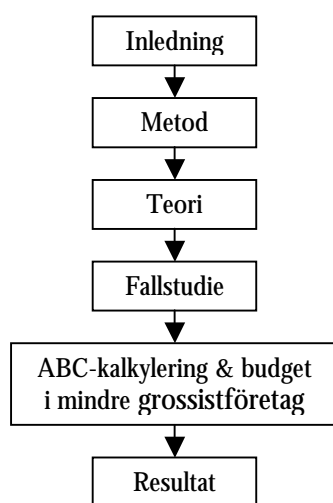 Inledning
Metod
Teori
Fallstudie
ABC-kalkylering & budget
i mindre grossistföretag
Resultat